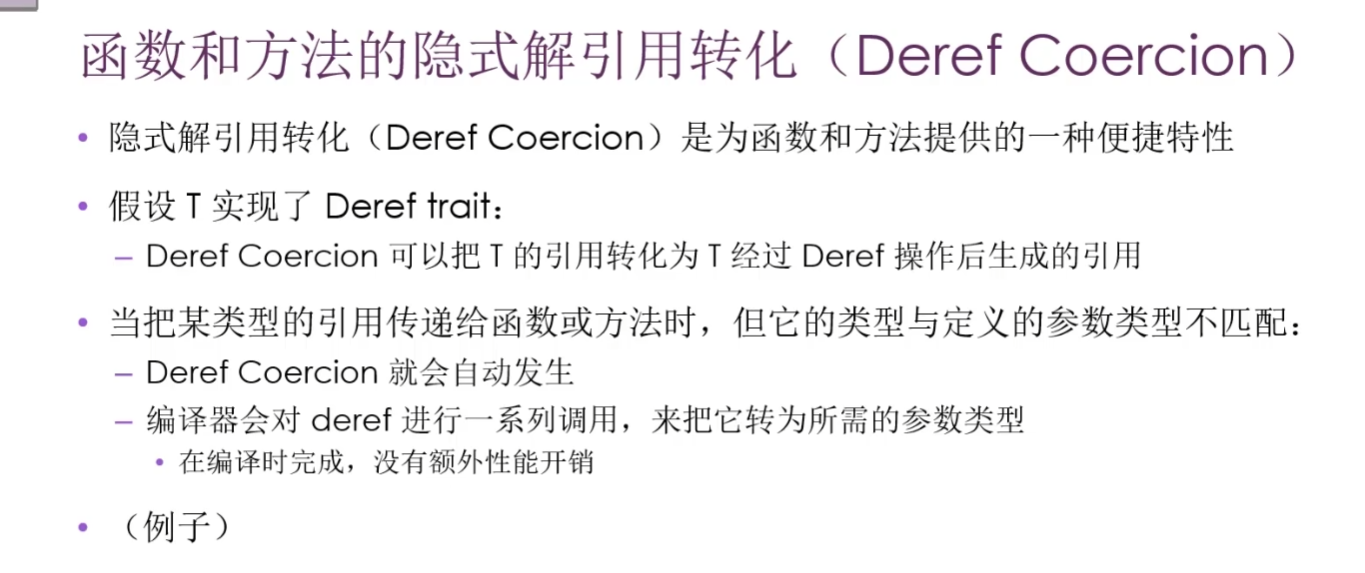 函数和方法的隐式解引用转化（Deref Coercion）
• 隐式解引用转化（Deref Coercion）是为函数和方法提供的一种便捷特性
• 假设 T 实现了 Deref trait：
– Deref Coercion 可以把 T 的引用转化为 T 经过 Deref 操作后生成的引用
• 当把某类型的引用传递给函数或方法时，但它的类型与定义的参数类型不匹配：
– Deref Coercion 就会自动发生
– 编译器会对 deref 进行一系列调用，来把它转为所需的参数类型
• 在编译时完成，没有额外性能开销
• （例子）